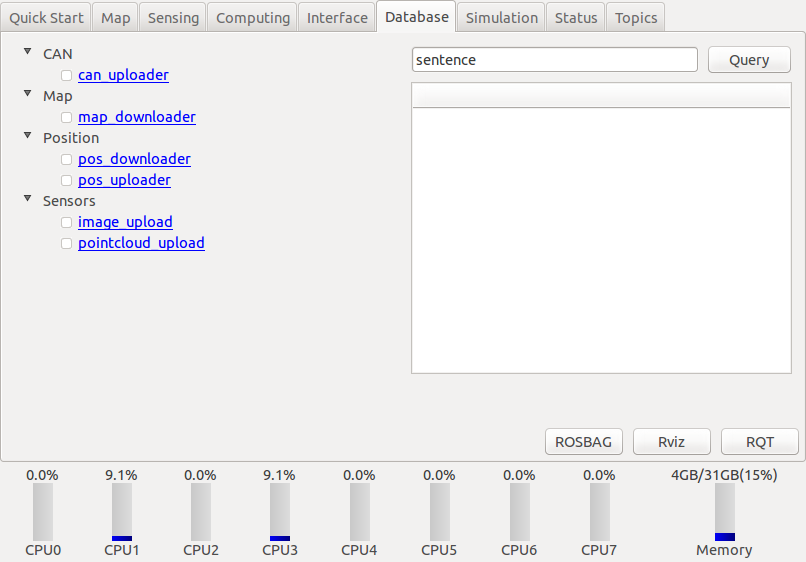 Quick Start Map Sensing Computing Interface Database Simulation Status Topics
CAN
can_uploader
Map
map_downloader
Position
pos_downloader
pos_uploader
Sensors
image_upload
pointcloud_upload
sentence Query
ROSBAG Rviz RQT
0.0% 9.1% 0.0% 9.1% 0.0% 0.0% 0.0% 0.0% 4GB/31GB(15%)
CPU0 CPU1 CPU2 CPU3 CPU4 CPU5 CPU6 CPU7 Memory